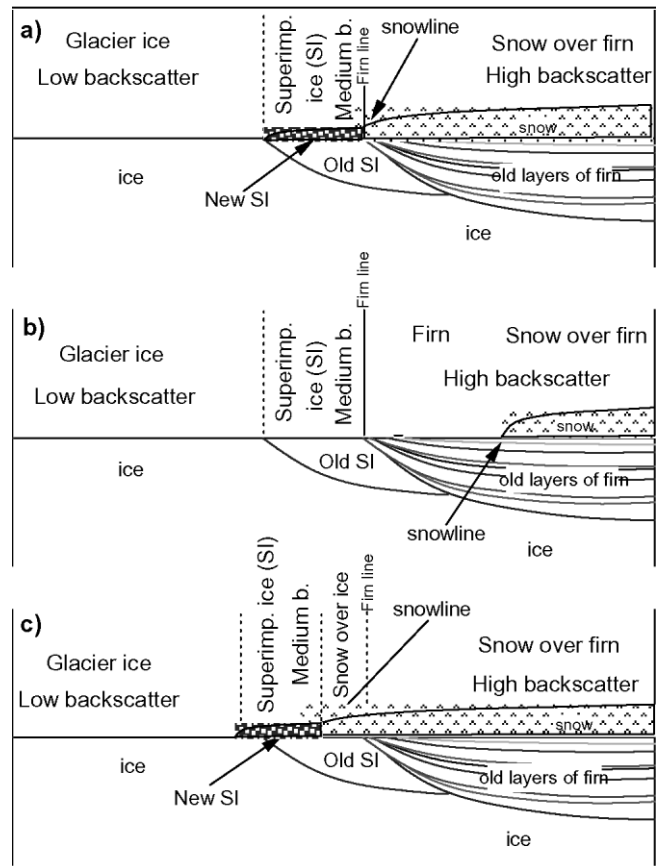 a)
Glacier ice
Low backscatter
Superimp.
ice (SI)
Medium b.
Firn line
snowline
Snow over firn
High backscatter
snow
ice
New SI
Old SI
old layers of firn
ice
b)
Glacier ice
Low backscatter
Superimp.
ice (SI)
Medium b.
Firn line
Firn
Snow over firn
High backscatter
snow
ice
Old SI
old layers of firn
snowline
ice
c)
Glacier ice
Low backscatter
Superimp. ice (SI)
Medium b.
Snow over ice
Firn line
snowline
Snow over firn
High backscatter
snow
ice
New SI
Old SI
old layers of firn
ice